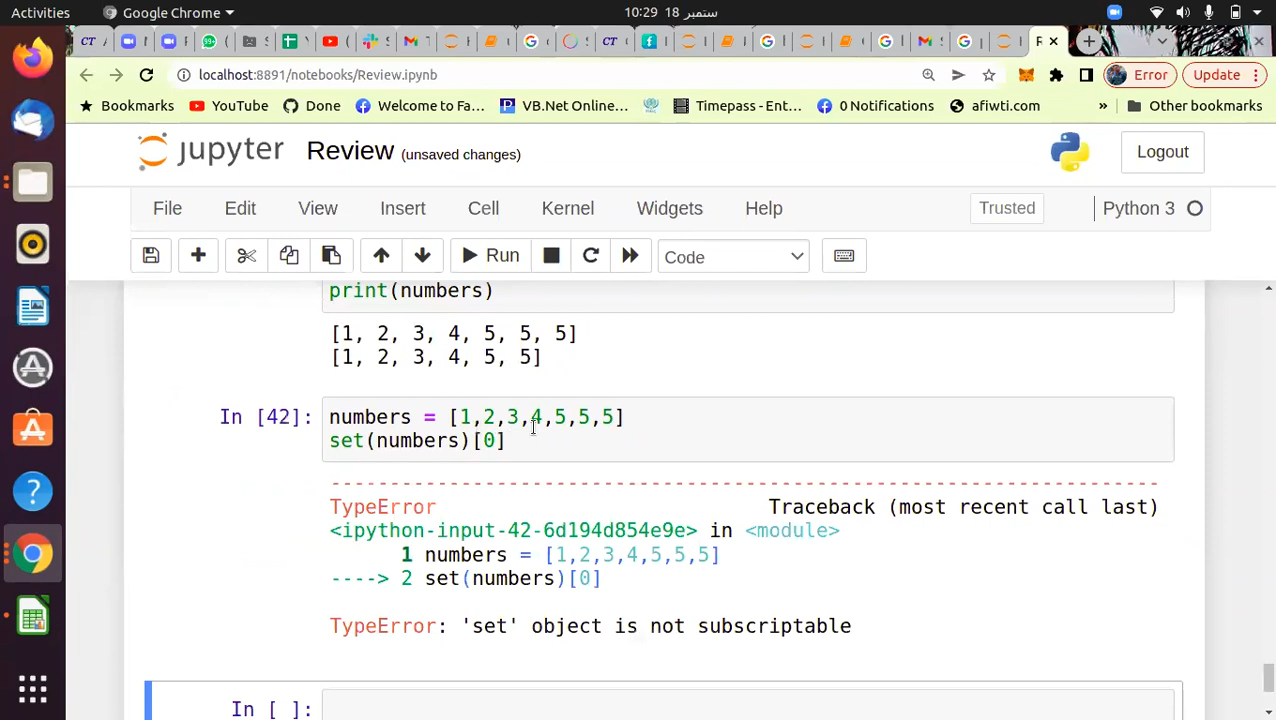 Activities
Google Chrome
10:29 18 ستمبر
CT
localhost:8891/notebooks/Review.ipynb
Error
Update
Bookmarks
YouTube
Done
Welcome to Fa...
VB.Net Online...
Timepass - Ent...
0 Notifications
afiwti.com
»
Other bookmarks
jupyter
Review (unsaved changes)
Logout
File
Edit
View
Insert
Cell
Kernel
Widgets
Help
Trusted
Python 3
Run
Code
print(numbers)
[1, 2, 3, 4, 5, 5, 5]
[1, 2, 3, 4, 5, 5]
In [42]:
numbers = [1,2,3,4,5,5,5]
set(numbers)[0]
---------------------------------------------------------------------------
TypeError Traceback (most recent call last)
<ipython-input-42-6d194d854e9e> in <module>
1 numbers = [1,2,3,4,5,5,5]
----> 2 set(numbers)[0]
TypeError: 'set' object is not subscriptable
In [ ]: